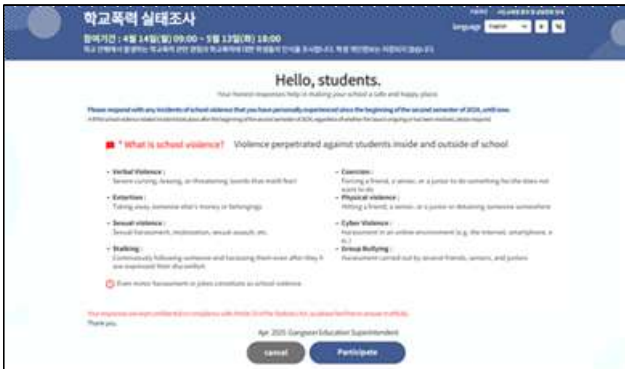 학교폭력 실태조사
참여기간 : 4월 14일(월) 09:00 ~ 5월 13일(화) 18:00
language English
Hello, students.
Your honest responses help in making your school a safe and happy place.
Please respond with any incidents of school violence that you have personally experienced since the beginning of the second semester of 2024, until now.
* What is school violence? Violence perpetrated against students inside and outside of school
- Verbal Violence :
Severe cursing, teasing, or threatening (words that instill fear)
- Extortion :
Taking away someone else's money or belongings
- Sexual violence :
Sexual harassment, molestation, sexual assault, etc.
- Stalking :
Continuously following someone and harassing them even after they have expressed their discomfort.
- Coercion :
Forcing a friend, a senior, or a junior to do something he/she does not want to do
- Physical violence :
Hitting a friend, a senior, or a junior or detaining someone somewhere
- Cyber Violence :
Harassment in an online environment (e.g. the internet, smartphone, etc.)
- Group Bullying :
Harassment carried out by several friends, seniors, and juniors
Even minor harassment or jokes constitute as school violence.
Thank you.
Apr 2025 Gangwon Education Superintendent
cancel
Participate